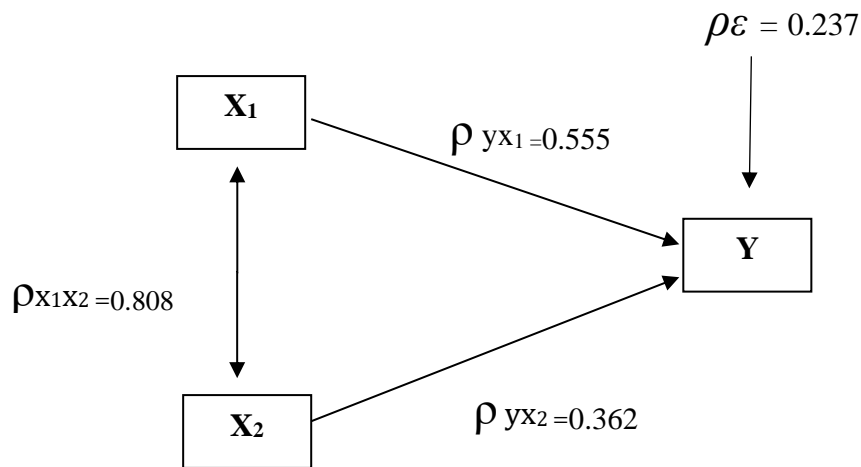 ρε = 0.237
X₁
ρ yx₁ =0.555
Y
ρx₁x₂ =0.808
X₂
ρ yx₂=0.362